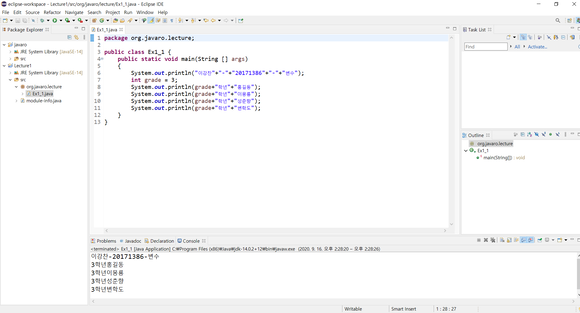 eclipse-workspace - Lecture1/src/org/javaro/lecture/Ex1_1.java - Eclipse IDE
File Edit Source Refactor Navigate Search Project Run Window Help
Package Explorer
javaro
JRE System Library [JavaSE-14]
src
Lecture1
JRE System Library [JavaSE-14]
src
org.javaro.lecture
Ex1_1.java
module-info.java
Ex1_1.java
1 package org.javaro.lecture;
2
3 public class Ex1_1 {
4 public static void main(String [] args)
5 {
6 System.out.println("이감찬"+"-"+"20171386"+"-"+"변수");
7 int grade = 3;
8 System.out.println(grade+"학년"+"홍길동");
9 System.out.println(grade+"학년"+"이몽룡");
10 System.out.println(grade+"학년"+"성춘향");
11 System.out.println(grade+"학년"+"변학도");
12 }
13 }
Task List
Find
All
Activate...
Outline
org.javaro.lecture
Ex1_1
main(String[]) : void
Problems Javadoc Declaration Console
<terminated> Ex1_1 [Java Application] C:\Program Files (x86)\Java\jdk-14.0.2+12\bin\javaw.exe (2020. 9. 16. 오후 2:28:20 – 오후 2:28:26)
이감찬-20171386-변수
3학년홍길동
3학년이몽룡
3학년성춘향
3학년변학도
Writable Smart Insert 1 : 28 : 27